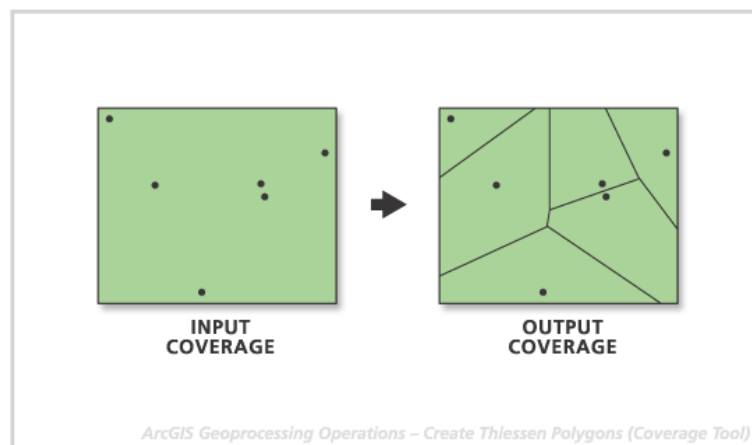 INPUT
COVERAGE
OUTPUT
COVERAGE
ArcGIS Geoprocessing Operations – Create Thiessen Polygons (Coverage Tool)